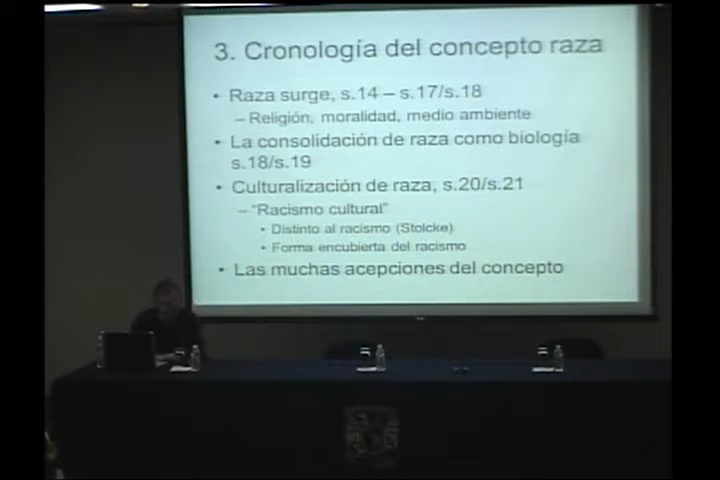 3. Cronología del concepto raza
• Raza surge, s.14 – s.17/s.18
– Religión, moralidad, medio ambiente
• La consolidación de raza como biología
s.18/s.19
• Culturalización de raza, s.20/s.21
– “Racismo cultural”
• Distinto al racismo (Stolcke)
• Forma encubierta del racismo
• Las muchas acepciones del concepto